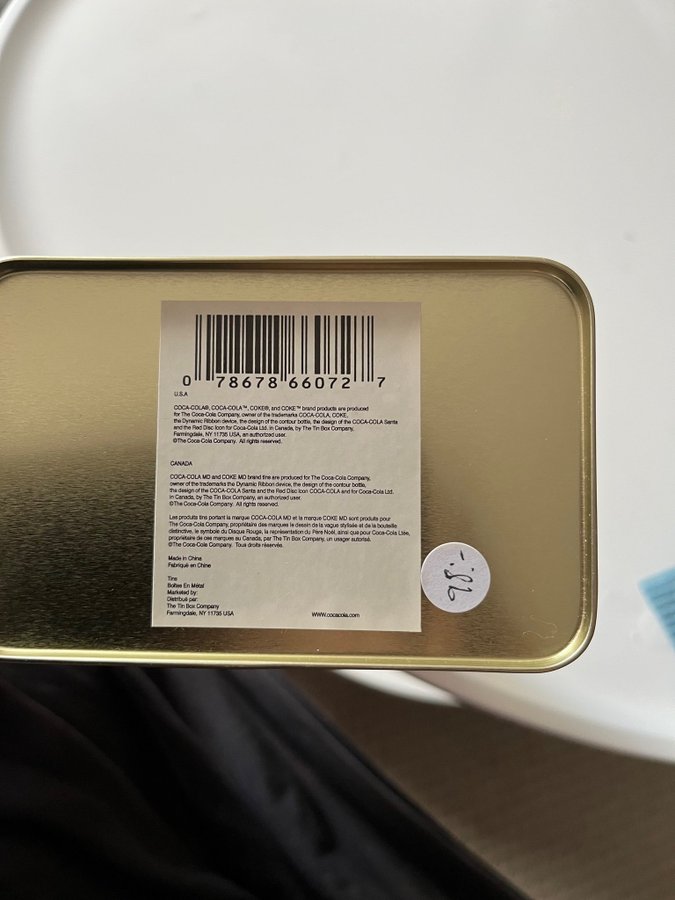 0 78678 66072 7
U.S.A
COCA-COLA®, COCA-COLA™, COKE®, and COKE™ brand products are produced
for The Coca-Cola Company, owner of the trademarks COCA-COLA, COKE,
the Dynamic Ribbon device, the design of the contour bottle, the design of the COCA-COLA Santa
and the Red Disc Icon for Coca-Cola Ltd. in Canada, by The Tin Box Company,
Farmingdale, NY 11735 USA, an authorized user.
©The Coca-Cola Company. All rights reserved.
CANADA
COCA-COLA MD and COKE MD brand tins are produced for The Coca-Cola Company,
owner of the trademarks the Dynamic Ribbon device, the design of the contour bottle,
the design of the COCA-COLA Santa and the Red Disc Icon COCA-COLA and for Coca-Cola Ltd.
in Canada, by The Tin Box Company, an authorized user.
©The Coca-Cola Company. All rights reserved.
Les produits tins portant la marque COCA-COLA MD et la marque COKE MD sont produits pour
The Coca-Cola Company, propriétaire des marques le dessin de la vague stylisée et de la bouteille
distinctive, le symbole du Disque Rouge, la représentation du Père Noël, ainsi que pour Coca-Cola Ltée,
propriétaire de ces marques au Canada, par The Tin Box Company, un usager autorisé.
©The Coca-Cola Company. Tous droits réservés.
Made in China
Fabriqué en Chine
Tins
Boîtes En Métal
Marketed by:
Distribué par:
The Tin Box Company
Farmingdale, NY 11735 USA
WWW.cocacola.com
98:-